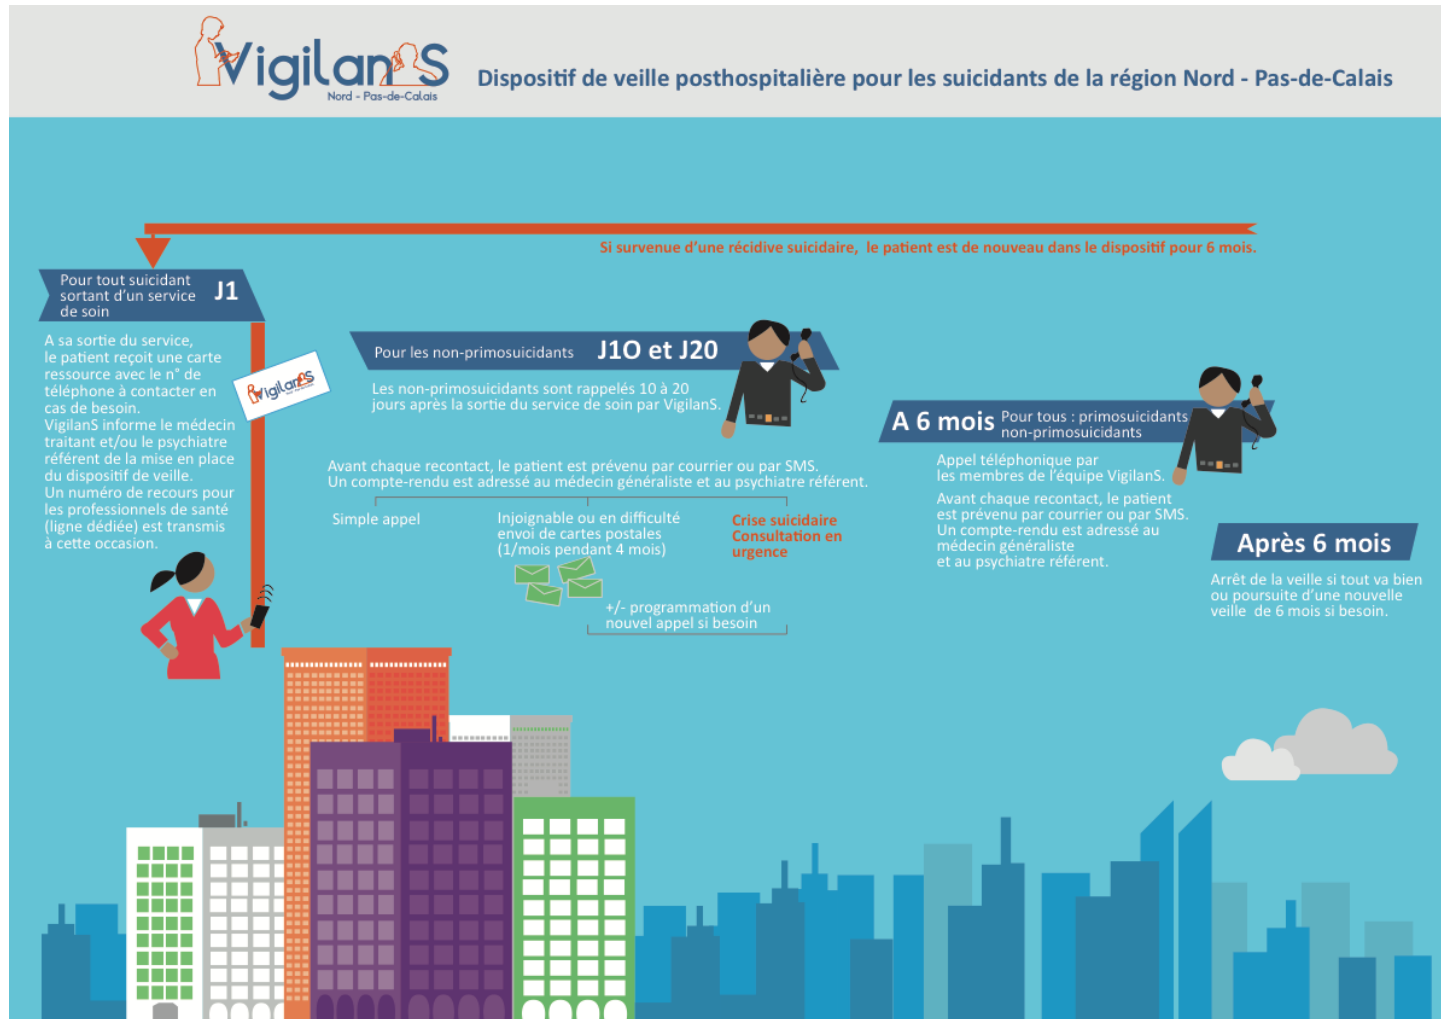 VigilanS
Nord - Pas-de-Calais
Dispositif de veille posthospitalière pour les suicidants de la région Nord - Pas-de-Calais
Si survenue d'une récidive suicidaire, le patient est de nouveau dans le dispositif pour 6 mois.
Pour tout suicidant
sortant d'un service
de soin
J1
A sa sortie du service,
le patient reçoit une carte
ressource avec le n° de
téléphone à contacter en
cas de besoin.
VigilanS informe le médecin
traitant et/ou le psychiatre
référent de la mise en place
du dispositif de veille.
Un numéro de recours pour
les professionnels de santé
(ligne dédiée) est transmis
à cette occasion.
VigilanS
Pour les non-primosuicidants J1O et J20
Les non-primosuicidants sont rappelés 10 à 20
jours après la sortie du service de soin par VigilanS.
Avant chaque recontact, le patient est prévenu par courrier ou par SMS.
Un compte-rendu est adressé au médecin généraliste et au psychiatre référent.
Simple appel
Injoignable ou en difficulté
envoi de cartes postales
(1/mois pendant 4 mois)
Crise suicidaire
Consultation en
urgence
+/- programmation d'un
nouvel appel si besoin
A 6 mois
Pour tous : primosuicidants
non-primosuicidants
Appel téléphonique par
les membres de l'équipe VigilanS.
Avant chaque recontact, le patient
est prévenu par courrier ou par SMS.
Un compte-rendu est adressé au
médecin généraliste
et au psychiatre référent.
Après 6 mois
Arrêt de la veille si tout va bien
ou poursuite d'une nouvelle
veille de 6 mois si besoin.